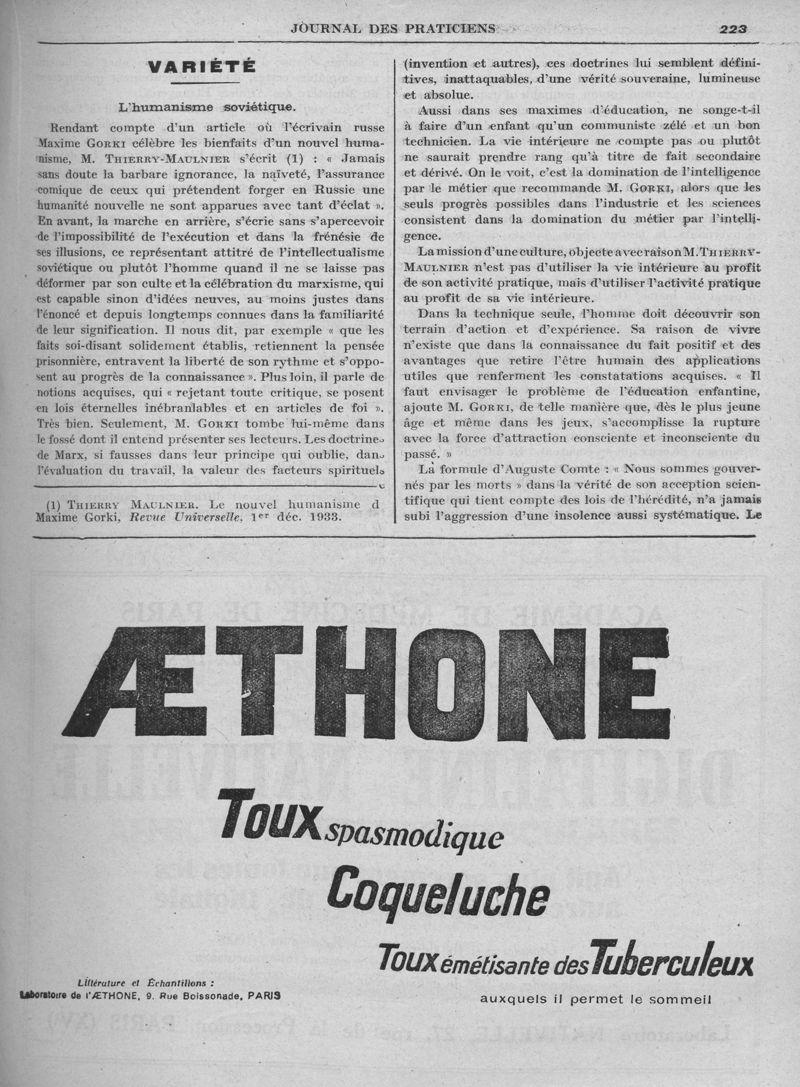 JOURNAL DES PRATICIENS
223
VARIÉTÉ
L'humanisme soviétique.
Rendant compte d'un article où l'écrivain russe
Maxime GORKI célèbre les bienfaits d'un nouvel huma-
nisme, M. THIERRY-MAULNIER s'écrit (1) : « Jamais
sans doute la barbare ignorance, la naïveté, l'assurance
comique de ceux qui prétendent forger en Russie une
humanité nouvelle ne sont apparues avec tant d'éclat ».
En avant, la marche en arrière, s'écrie sans s'apercevoir
de l'impossibilité de l'exécution et dans la frénésie de
ses illusions, ce représentant attitré de l'intellectualisme
soviétique ou plutôt l'homme quand il ne se laisse pas
déformer par son culte et la célébration du marxisme, qui
est capable sinon d'idées neuves, au moins justes dans
l'énoncé et depuis longtemps connues dans la familiarité
de leur signification. Il nous dit, par exemple « que les
faits soi-disant solidement établis, retiennent la pensée
prisonnière, entravent la liberté de son rythme et s'oppo-
sent au progrès de la connaissance ». Plus loin, il parle de
notions acquises, qui « rejetant toute critique, se posent
en lois éternelles inébranlables et en articles de foi ».
Très bien. Seulement, M. GORKI tombe lui-même dans
le fossé dont il entend présenter ses lecteurs. Les doctrines
de Marx, si fausses dans leur principe qui oublie, dans
l'évaluation du travail, la valeur des facteurs spirituels
(1) THIERRY MAULNIER. Le nouvel humanisme d
Maxime Gorki, Revue Universelle, 1er déc. 1933.
(invention et autres), ces doctrines lui semblent défini-
tives, inattaquables, d'une vérité souveraine, lumineuse
et absolue.
Aussi dans ses maximes d'éducation, ne songe-t-il
à faire d'un enfant qu'un communiste zélé et un bon
technicien. La vie intérieure ne compte pas ou plutôt
ne saurait prendre rang qu'à titre de fait secondaire
et dérivé. On le voit, c'est la domination de l'intelligence
par le métier que recommande M. GORKI, alors que les
seuls progrès possibles dans l'industrie et les sciences
consistent dans la domination du métier par l'intelli-
gence.
La mission d'une culture, objecte avec raison M. THIERRY-
MAULNIER n'est pas d'utiliser la vie intérieure au profit
de son activité pratique, mais d'utiliser l'activité pratique
au profit de sa vie intérieure.
Dans la technique seule, l'homme doit découvrir son
terrain d'action et d'expérience. Sa raison de vivre
n'existe que dans la connaissance du fait positif et des
avantages que retire l'être humain des applications
utiles que renferment les constatations acquises. « Il
faut envisager le problème de l'éducation enfantine,
ajoute M. GORKI, de telle manière que, dès le plus jeune
âge et même dans les jeux, s'accomplisse la rupture
avec la force d'attraction consciente et inconsciente du
passé. »
La formule d'Auguste Comte : « Nous sommes gouver-
nés par les morts » dans la vérité de son acception scien-
tifique qui tient compte des lois de l'hérédité, n'a jamais
subi l'aggression d'une insolence aussi systématique. Le
ÆTHONE
Toux spasmodique
Coqueluche
Toux émétisante des Tuberculeux
auxquels il permet le sommeil
Littérature et Échantillons :
Laboratoire de l'ÆTHONE, 9, Rue Boissonade, PARIS